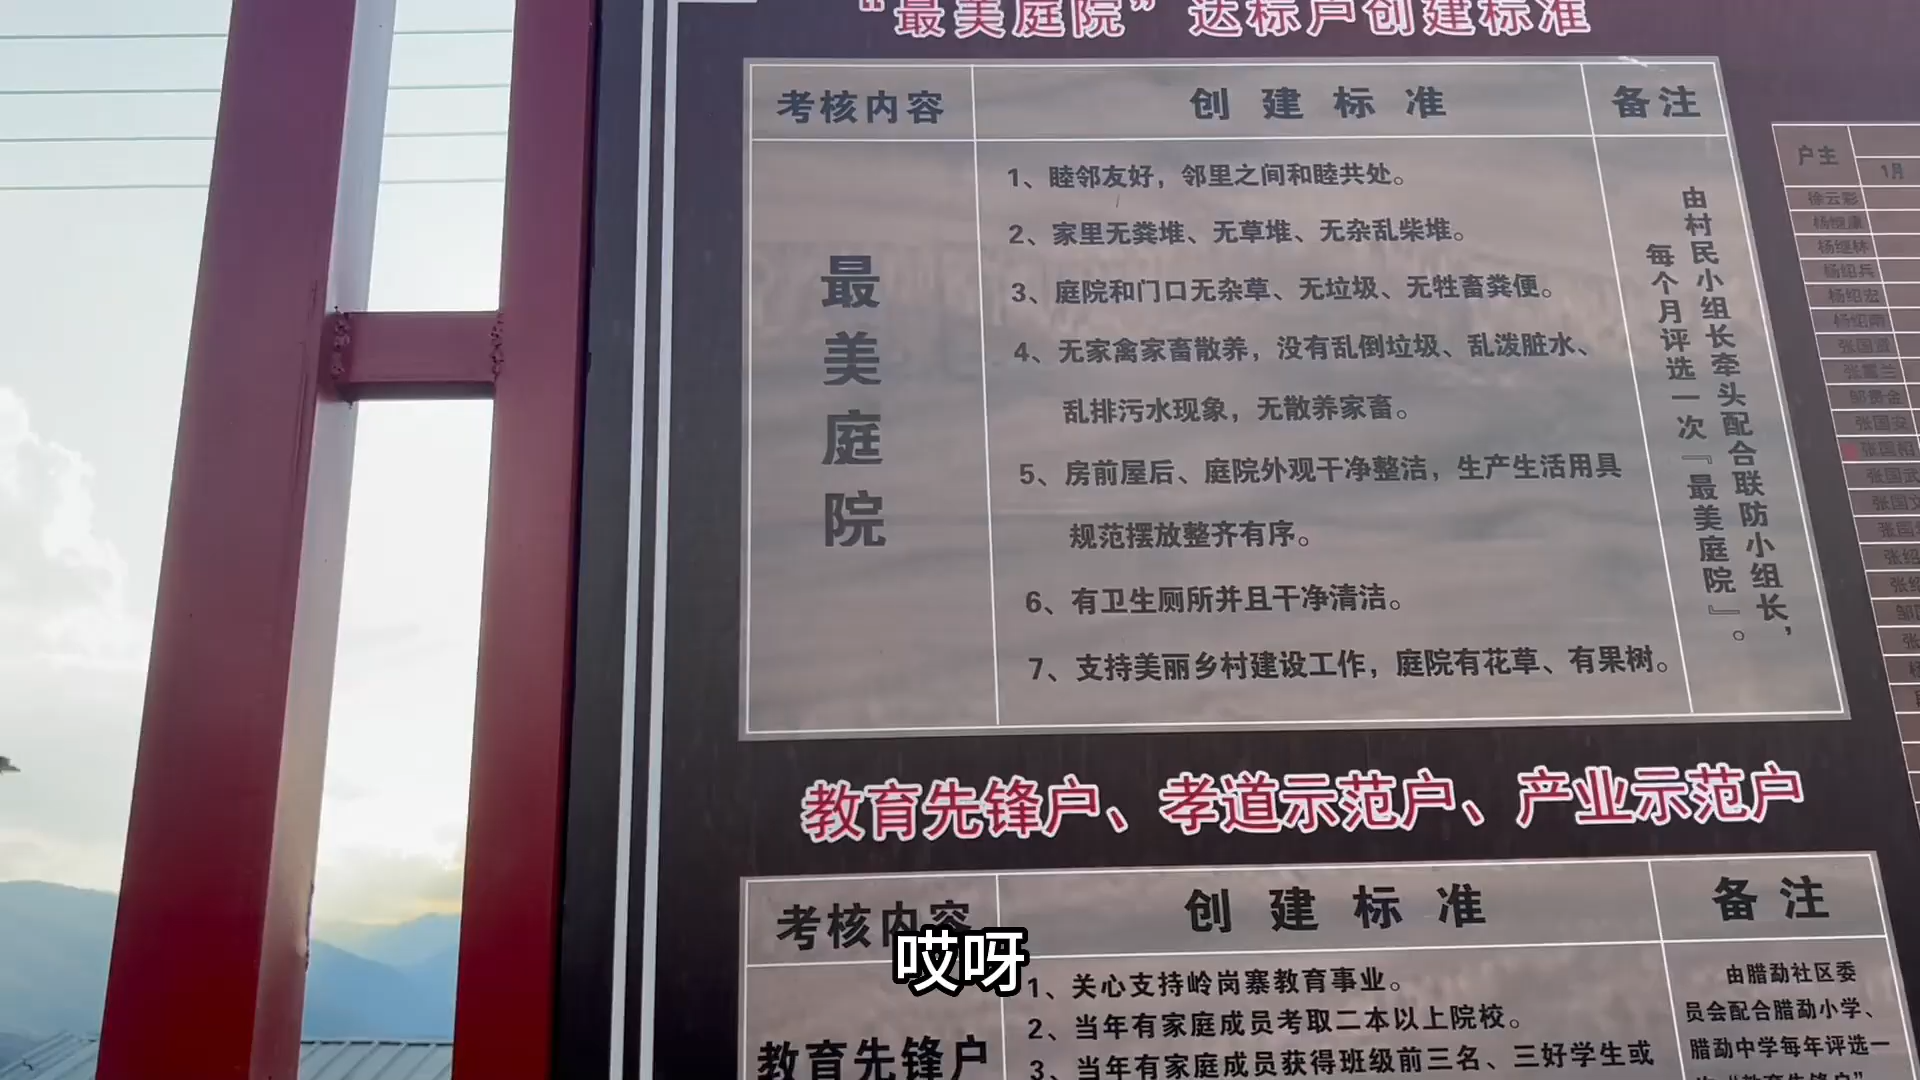 “最美庭院”达标户创建标准
考核内容
创建标准
备注
最美庭院
1、睦邻友好，邻里之间和睦共处。
2、家里无粪堆、无草堆、无杂乱柴堆。
3、庭院和门口无杂草、无垃圾、无牲畜粪便。
4、无家禽家畜散养，没有乱倒垃圾、乱泼脏水、
乱排污水现象，无散养家畜。
5、房前屋后、庭院外观干净整洁，生产生活用具
规范摆放整齐有序。
6、有卫生厕所并且干净清洁。
7、支持美丽乡村建设工作，庭院有花草、有果树。
由村民小组长牵头配合联防小组长，
每个月评选一次『最美庭院』。
户主
1月
徐云彩
杨继康
杨继林
杨绍兵
杨绍宏
张国安
张国武
教育先锋户、孝道示范户、产业示范户
考核内容
创建标准
备注
教育先锋户
1、关心支持岭岗寨教育事业。
2、当年有家庭成员考取二本以上院校。
3、当年有家庭成员获得班级前三名、三好学生或
由腊勐社区委
员会配合腊勐小学、
腊勐中学每年评选一
哎呀